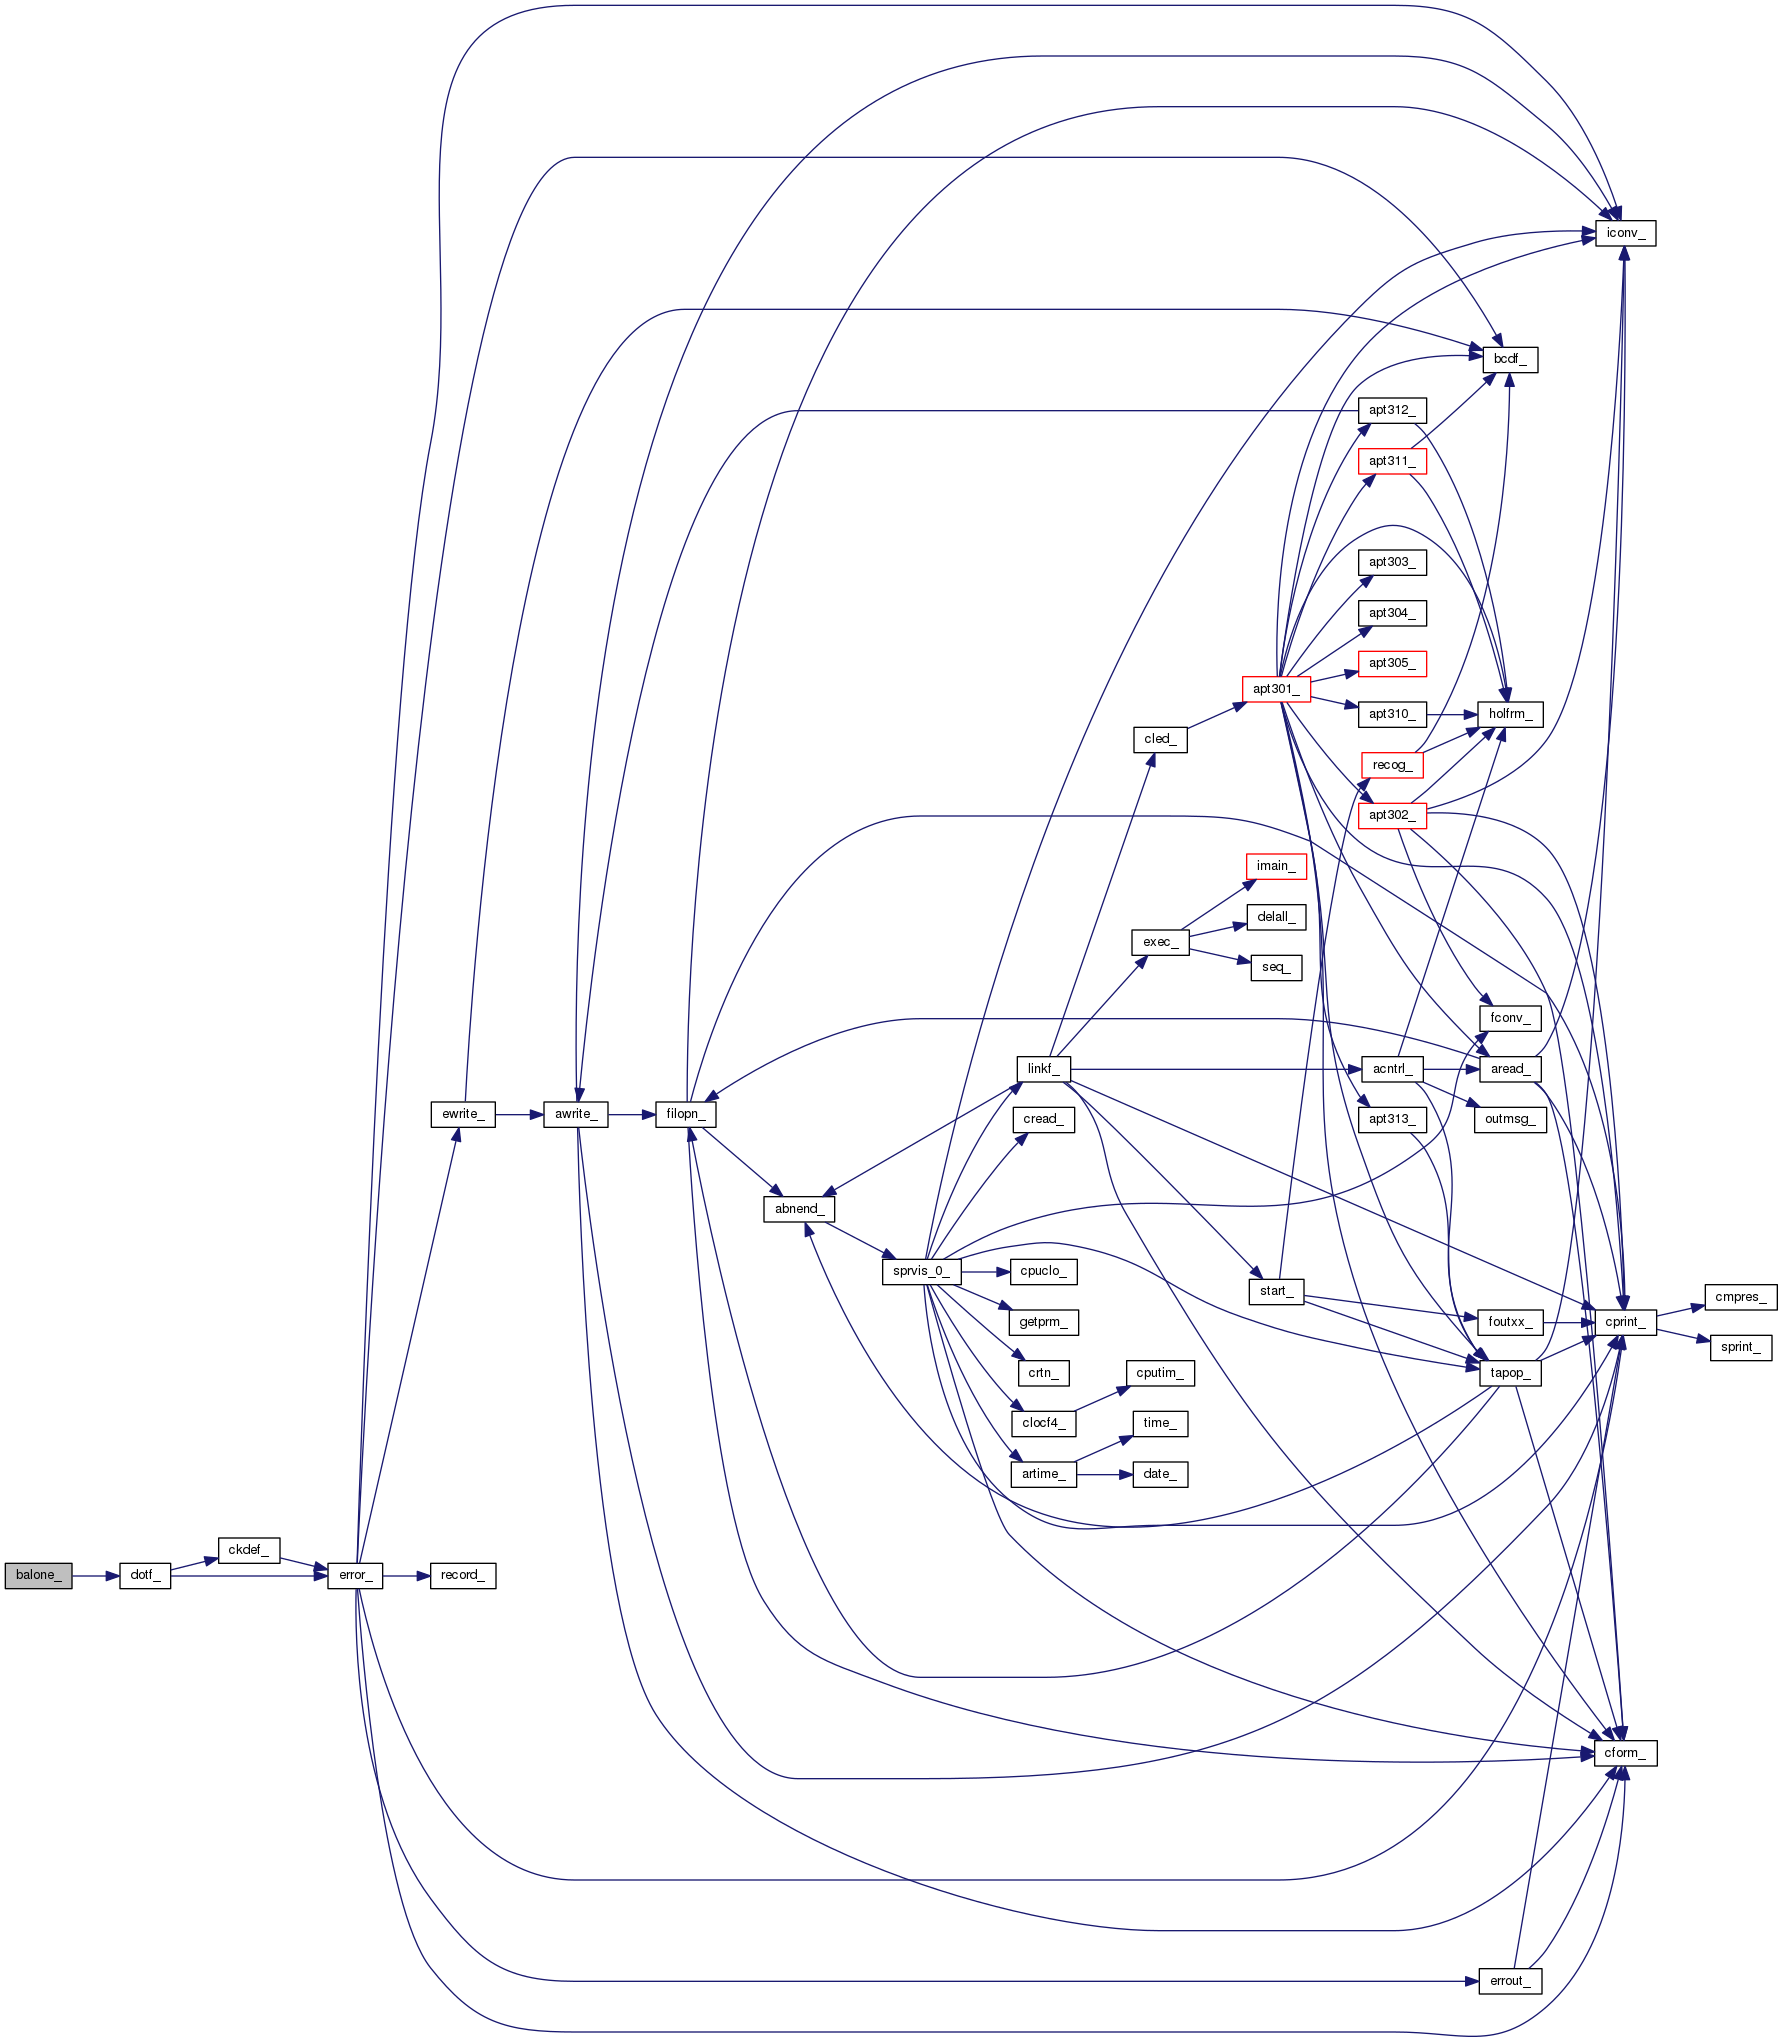 iconv_
bcdf_
apt312_
apt311_
apt303_
apt304_
apt305_
apt301_
apt310_
holfrm_
cled_
recog_
apt302_
imain_
delall_
exec_
seq_
fconv_
linkf_
acntrl_
aread_
ewrite_
awrite_
filopn_
cread_
apt313_
outmsg_
abnend_
sprvis_0_
cpuclo_
start_
cmpres_
getprm_
foutxx_
cprint_
sprint_
crtn_
cputim_
tapop_
clocf4_
time_
artime_
date_
ckdef_
balone_
dotf_
error_
record_
cform_
errout_